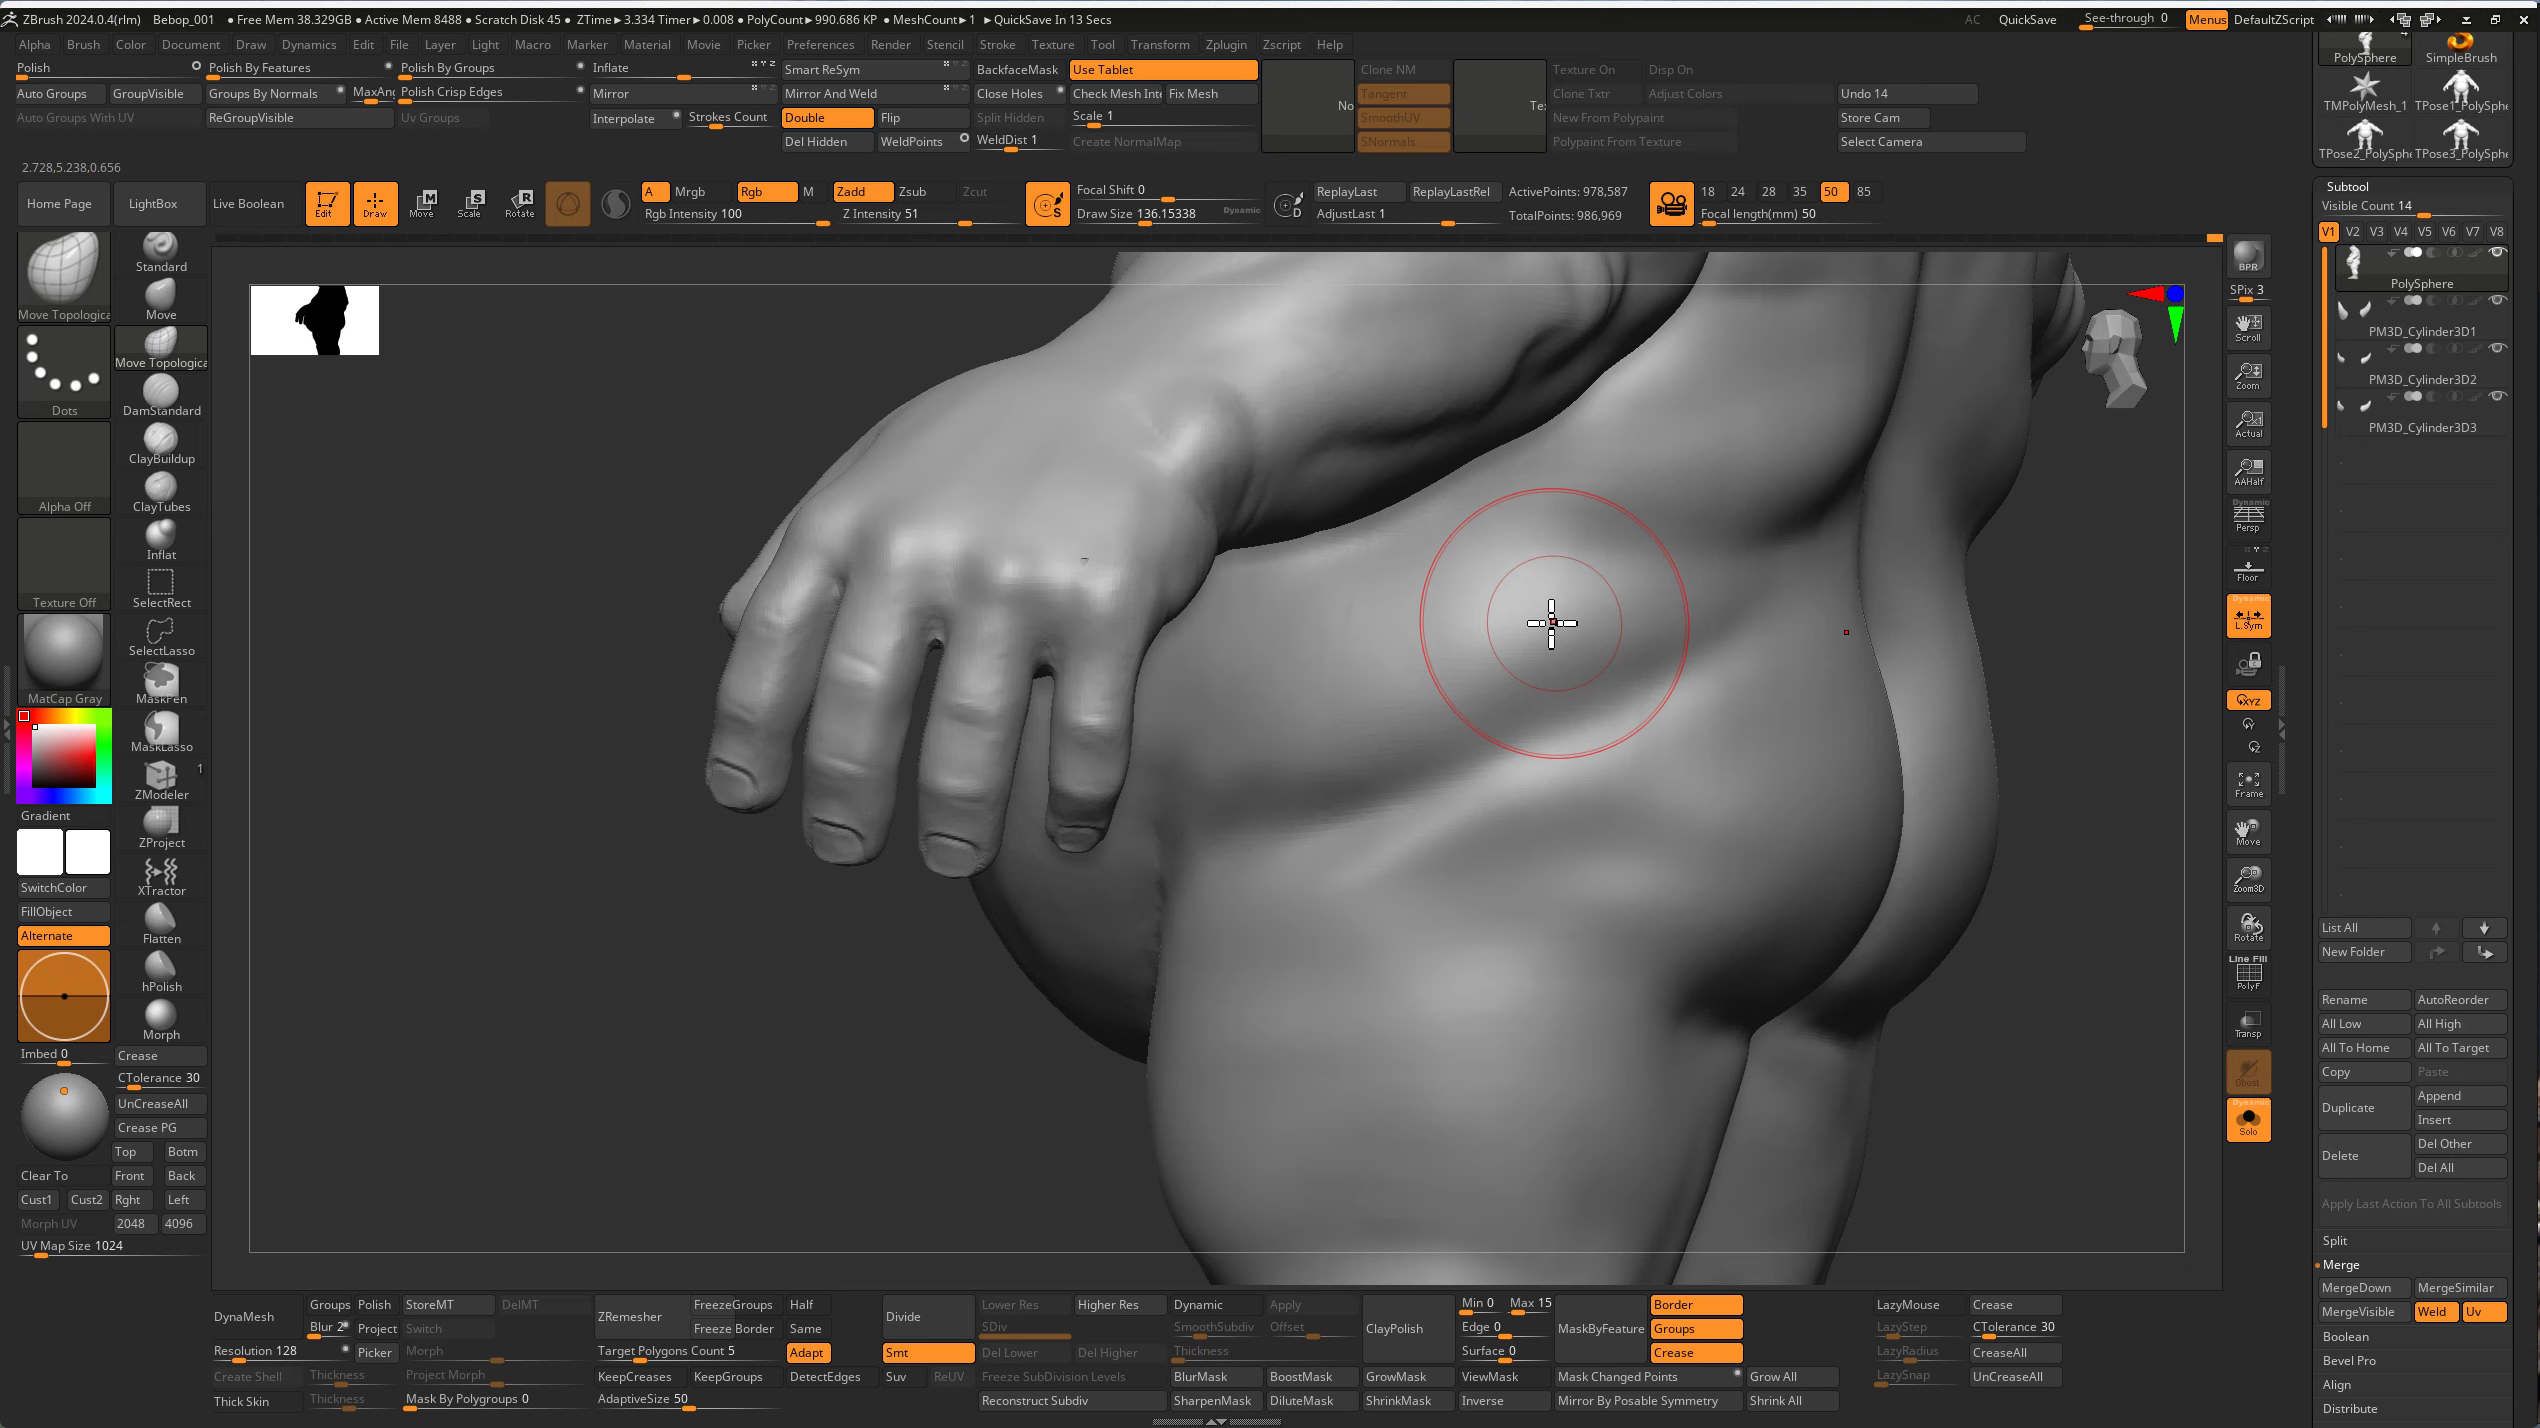 ZBrush 2024.0.4(rlm) Bebop_001 ● Free Mem 38.329GB ● Active Mem 8488 ● Scratch Disk 45 ● ZTime►3.334 Timer►0.008 ● PolyCount►990.686 KP ● MeshCount►1 ►QuickSave In 13 Secs AC QuickSave See-through 0 Menus DefaultZScript
Alpha Brush Color Document Draw Dynamics Edit File Layer Light Macro Marker Material Movie Picker Preferences Render Stencil Stroke Texture Tool Transform Zplugin Zscript Help
Polish Polish By Features Polish By Groups Inflate Smart ReSym BackfaceMask Use Tablet Clone NM Texture On Disp On
Auto Groups GroupVisible Groups By Normals MaxAn Polish Crisp Edges Mirror Mirror And Weld Close Holes Check Mesh Inte Fix Mesh No Tangent Tex Clone Txtr Adjust Colors Undo 14
Auto Groups With UV ReGroupVisible Uv Groups Interpolate Strokes Count Double Flip Split Hidden Scale 1 SmoothUV New From Polypaint Store Cam
Del Hidden WeldPoints WeldDist 1 Create NormalMap SNormals Polypaint From Texture Select Camera
2.728,5.238,0.656
Home Page LightBox Live Boolean Edit Draw Move Scale Rotate A Mrgb Rgb M Zadd Zsub Zcut Focal Shift 0 ReplayLast ReplayLastRel ActivePoints: 978,587 18 24 28 35 50 85
Rgb Intensity 100 Z Intensity 51 Draw Size 136.15338 Dynamic AdjustLast 1 TotalPoints: 986,969 Focal length(mm) 50
Move Topologica
Dots
Alpha Off
Texture Off
MatCap Gray
Gradient
SwitchColor
FillObject
Alternate
Imbed 0
Standard
Move
Move Topologica
DamStandard
ClayBuildup
ClayTubes
Inflat
SelectRect
SelectLasso
MaskPen
MaskLasso
1
ZModeler
ZProject
XTractor
Flatten
hPolish
Morph
Crease
CTolerance 30
UnCreaseAll
Crease PG
Top Botm
Clear To Front Back
Cust1 Cust2 Rght Left
Morph UV 2048 4096
UV Map Size 1024
BPR
SPix 3
Scroll
Zoom
Actual
AAHalf
Dynamic
Persp
Floor
Dynamic
L.Sym
XYZ
Y
Z
Frame
Move
Zoom3D
Rotate
Line Fill
PolyF
Transp
Ghost
Dynamic
Solo
4
PolySphere SimpleBrush
TMPolyMesh_1 TPose1_PolySphe
TPose2_PolySphe TPose3_PolySphe
Subtool
Visible Count 14
V1 V2 V3 V4 V5 V6 V7 V8
PolySphere
PM3D_Cylinder3D1
PM3D_Cylinder3D2
PM3D_Cylinder3D3
List All
New Folder
Rename AutoReorder
All Low All High
All To Home All To Target
Copy Paste
Duplicate Append
Insert
Delete Del Other
Del All
Apply Last Action To All Subtools
Split
Merge
MergeDown MergeSimilar
MergeVisible Weld Uv
Boolean
Bevel Pro
Align
Distribute
DynaMesh Groups Polish StoreMT DelMT ZRemesher FreezeGroups Half Divide Lower Res Higher Res Dynamic Apply ClayPolish Min 0 Max 15 MaskByFeature Border LazyMouse Crease
Blur 2 Project Switch Freeze Border Same SDiv SmoothSubdiv Offset Edge 0 Groups LazyStep CTolerance 30
Resolution 128 Picker Morph Target Polygons Count 5 Adapt Smt Del Lower Del Higher Thickness Surface 0 Crease LazyRadius CreaseAll
Create Shell Thickness Project Morph KeepCreases KeepGroups DetectEdges Suv ReUV Freeze SubDivision Levels BlurMask BoostMask GrowMask ViewMask Mask Changed Points Grow All LazySnap UnCreaseAll
Thick Skin Thickness Mask By Polygroups 0 AdaptiveSize 50 Reconstruct Subdiv SharpenMask DiluteMask ShrinkMask Inverse Mirror By Posable Symmetry Shrink All